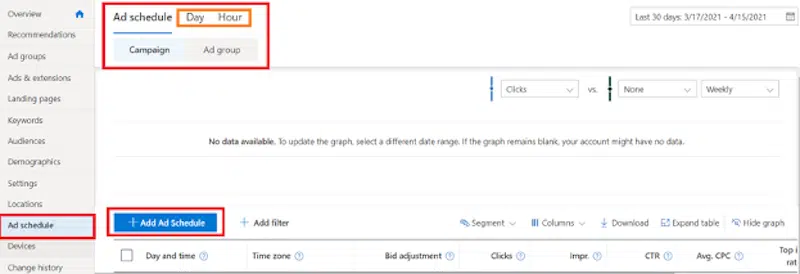 Overview
Recommendations
Ad groups
Ads & extensions
Landing pages
Keywords
Audiences
Demographics
Settings
Locations
Ad schedule
Devices
Change history
Ad schedule Day Hour
Last 30 days: 3/17/2021 - 4/15/2021
Campaign Ad group
Clicks vs. None Weekly
No data available. To update the graph, select a different date range. If the graph remains blank, your account might have no data.
+ Add Ad Schedule + Add filter Segment Columns Download Expand table Hide graph
Day and time Time zone Bid adjustment Clicks Impr. CTR Avg. CPC Top i
rat